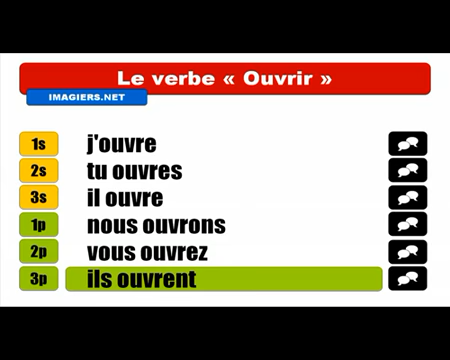 Le verbe « Ouvrir »
IMAGIERS.NET
1s j'ouvre
2s tu ouvres
3s il ouvre
1p nous ouvrons
2p vous ouvrez
3p ils ouvrent